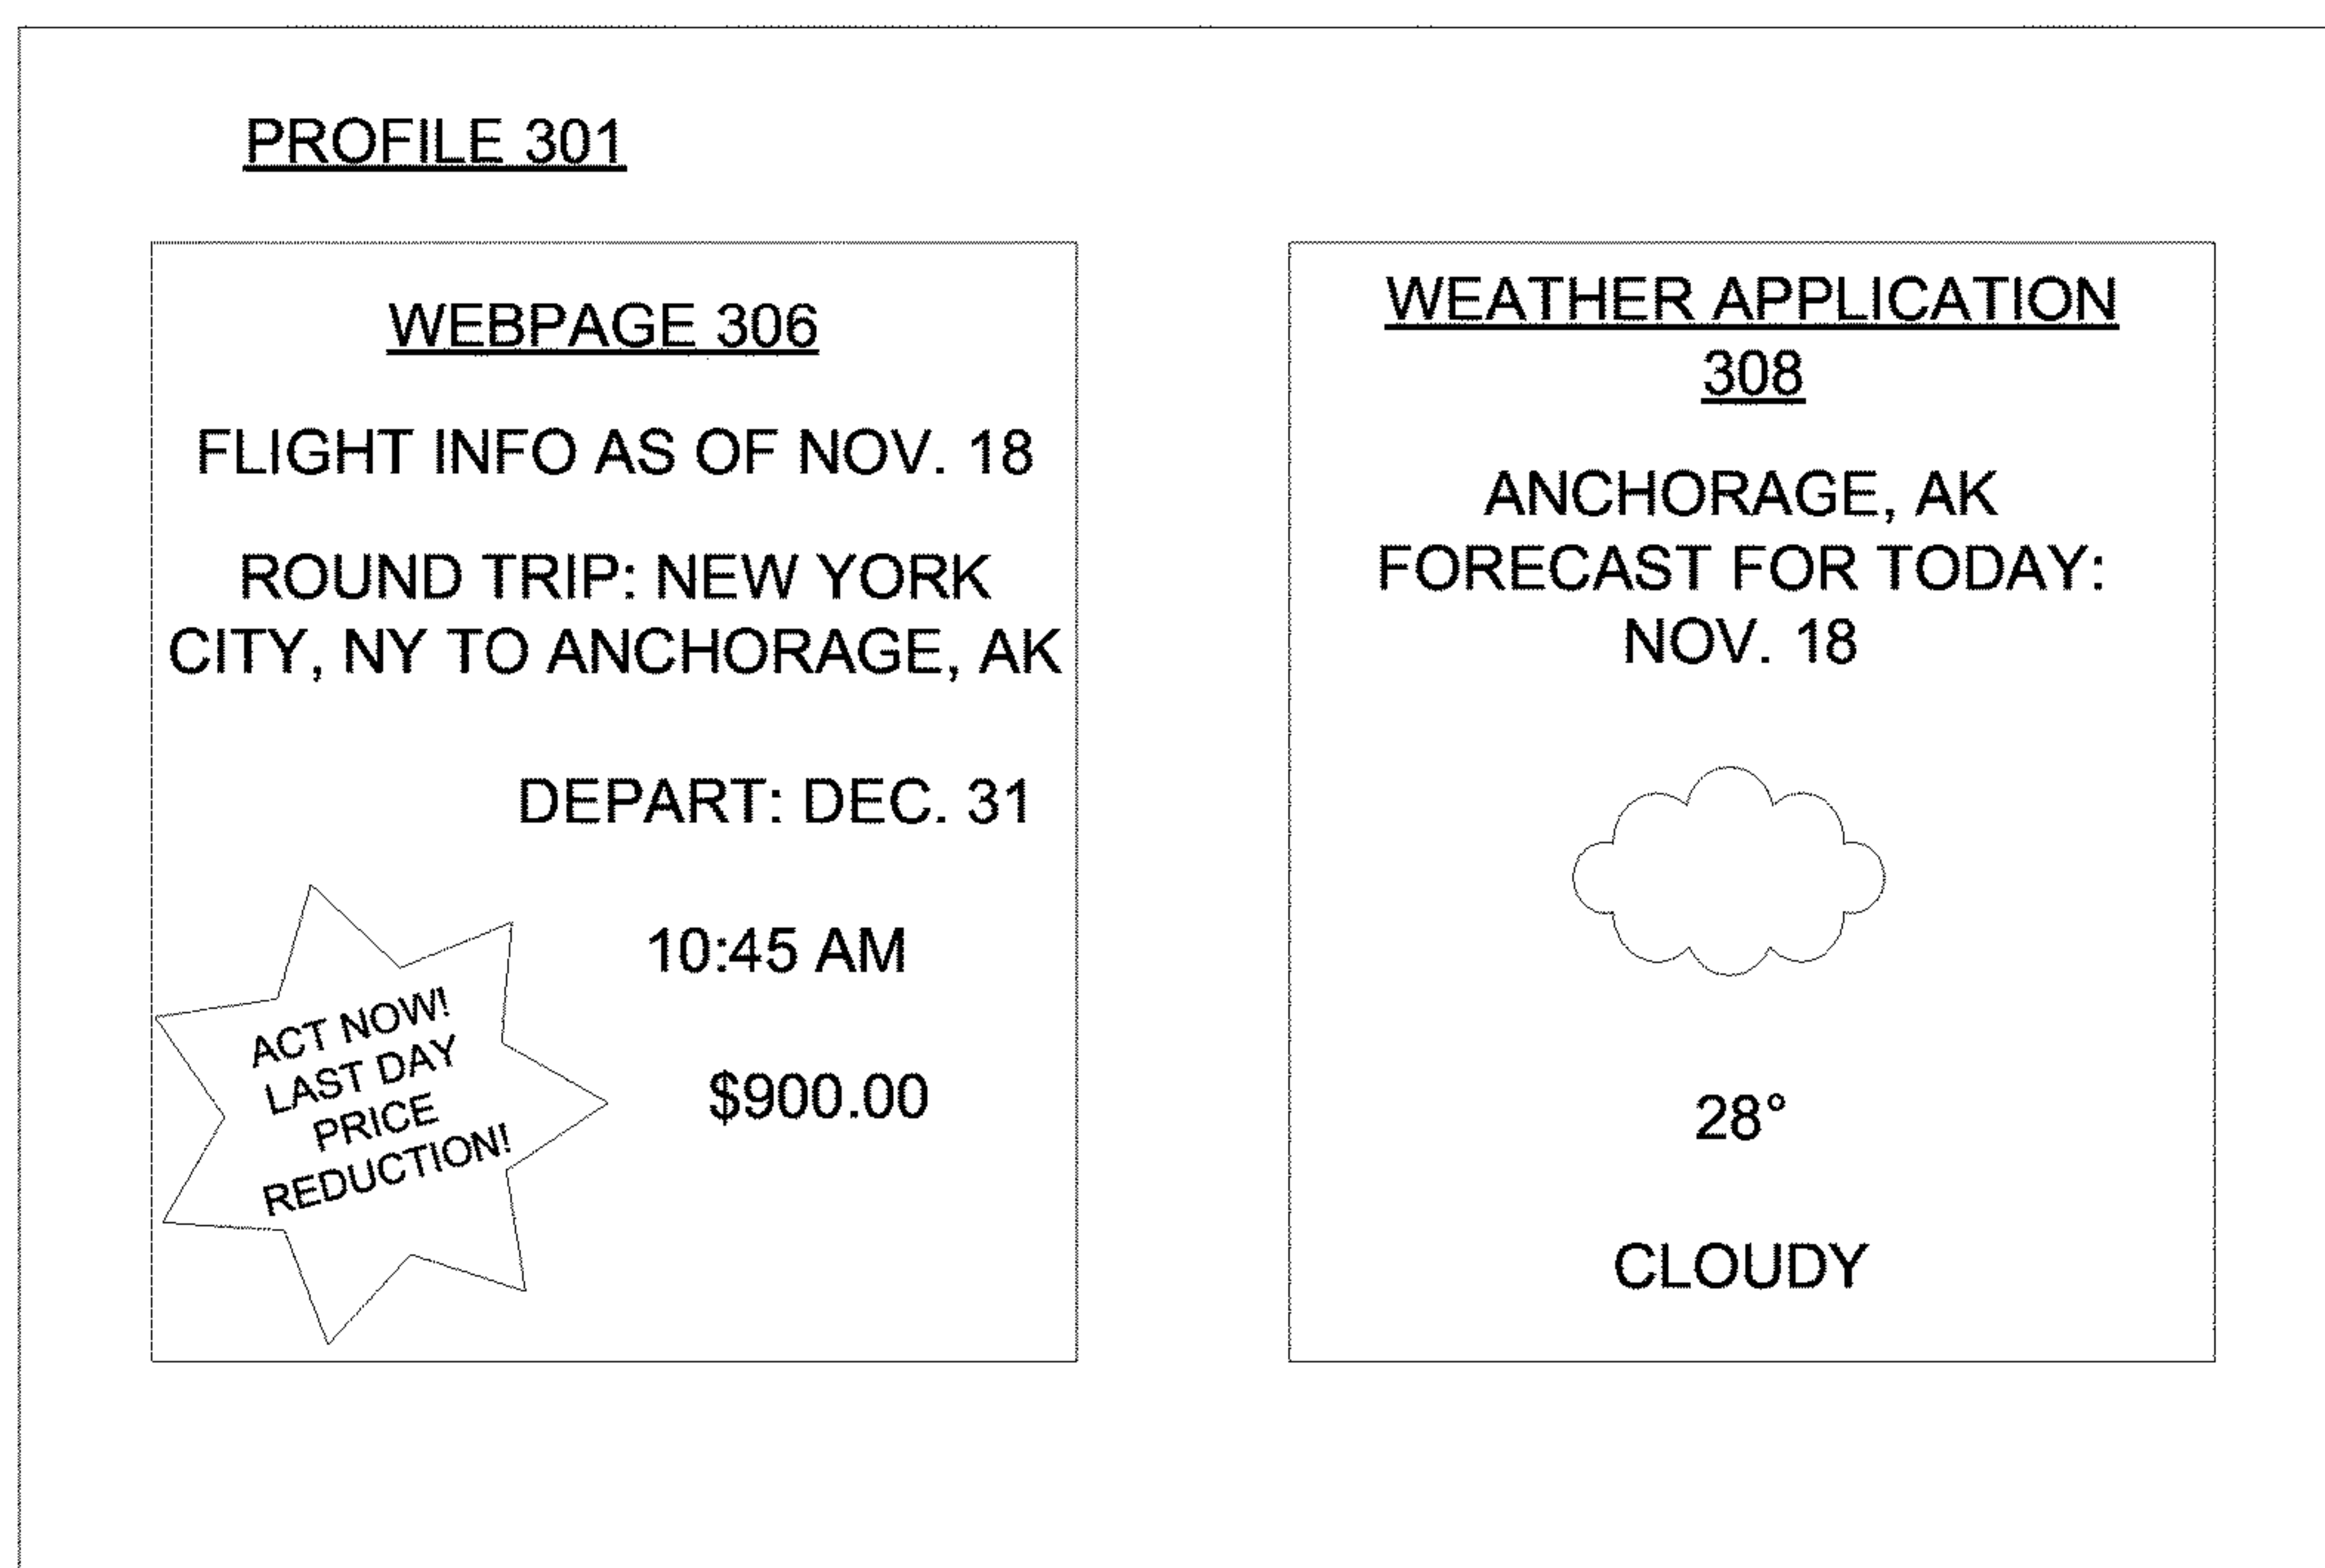 PROFILE 301
WEBPAGE 306
FLIGHT INFO AS OF NOV. 18
ROUND TRIP: NEW YORK
CITY, NY TO ANCHORAGE, AK
DEPART: DEC. 31
10:45 AM
$900.00
ACT NOW!
LAST DAY
PRICE
REDUCTION!
WEATHER APPLICATION
308
ANCHORAGE, AK
FORECAST FOR TODAY:
NOV. 18
28°
CLOUDY